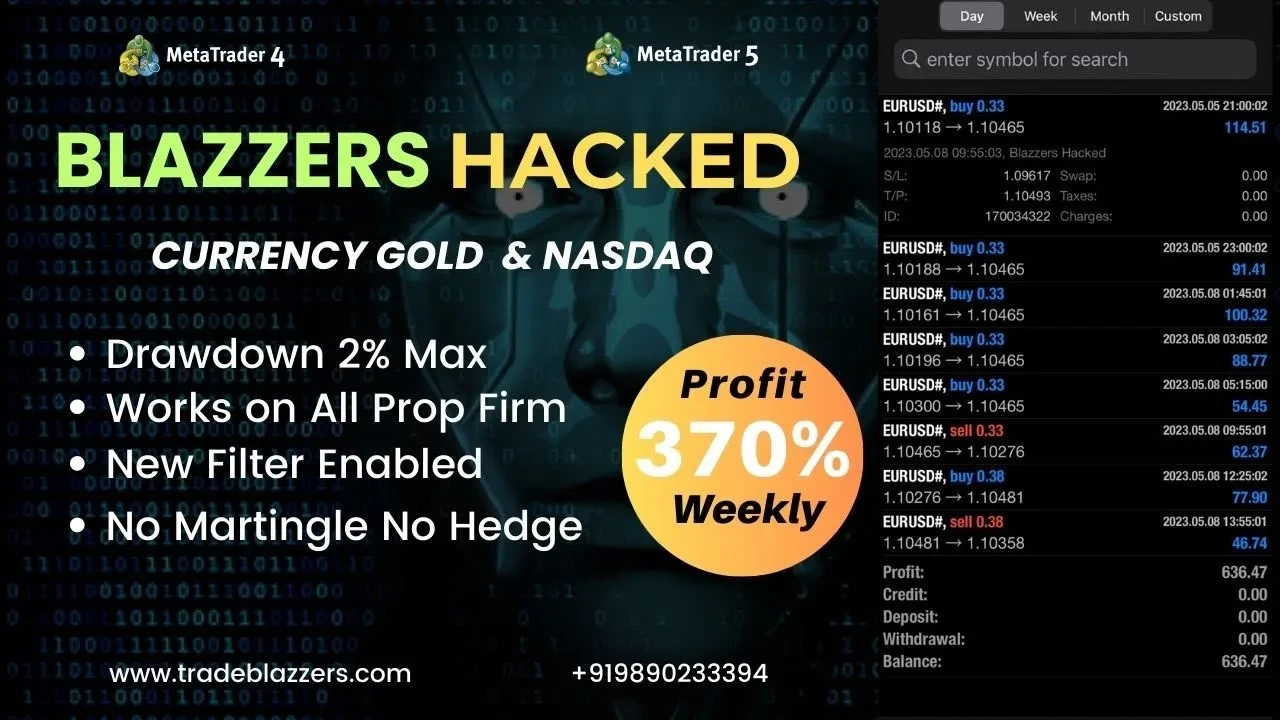 MetaTrader 4
MetaTrader 5
BLAZZERS HACKED
CURRENCY GOLD & NASDAQ
Drawdown 2% Max
Works on All Prop Firm
New Filter Enabled
No Martingle No Hedge
Profit
370%
Weekly
www.tradeblazzers.com
+919890233394
Day Week Month Custom
enter symbol for search
EURUSD#, buy 0.33 2023.05.05 21:00:02
1.10118 → 1.10465 114.51
2023.05.08 09:55:03, Blazzers Hacked
S/L: 1.09617 Swap: 0.00
T/P: 1.10493 Taxes: 0.00
ID: 170034322 Charges: 0.00
EURUSD#, buy 0.33 2023.05.05 23:00:02
1.10188 → 1.10465 91.41
EURUSD#, buy 0.33 2023.05.08 01:45:01
1.10161 → 1.10465 100.32
EURUSD#, buy 0.33 2023.05.08 03:05:02
1.10196 → 1.10465 88.77
EURUSD#, buy 0.33 2023.05.08 05:15:00
1.10300 → 1.10465 54.45
EURUSD#, sell 0.33 2023.05.08 09:55:01
1.10465 → 1.10276 62.37
EURUSD#, buy 0.38 2023.05.08 12:25:02
1.10276 → 1.10481 77.90
EURUSD#, sell 0.38 2023.05.08 13:55:01
1.10481 → 1.10358 46.74
Profit: 636.47
Credit: 0.00
Deposit: 0.00
Withdrawal: 0.00
Balance: 636.47